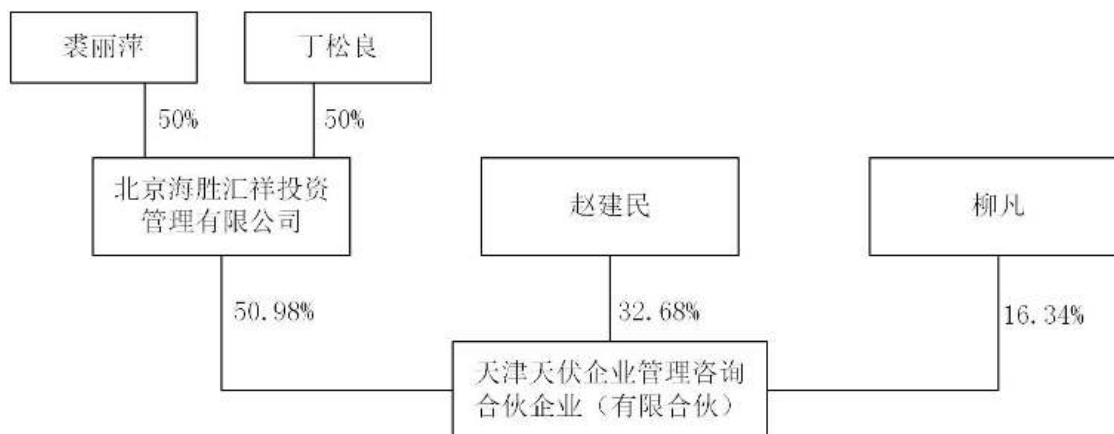 裘丽萍
丁松良
50%
50%
北京海胜汇祥投资
管理有限公司
赵建民
柳凡
50.98%
32.68%
16.34%
天津天伏企业管理咨询
合伙企业（有限合伙）